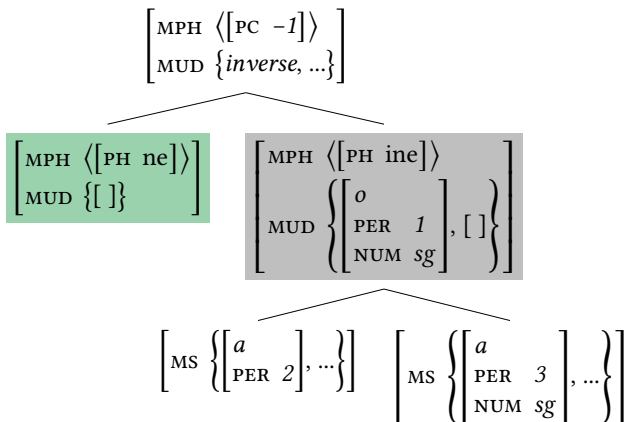 MPH ⟨[PC −1]⟩
MUD {inverse, ...}
MPH ⟨[PH ne]⟩
MUD {[ ]}
MPH ⟨[PH ine]⟩
MUD {[o
PER 1
NUM sg], [ ]}
MS {[a
PER 2], ...}
MS {[a
PER 3
NUM sg], ...}